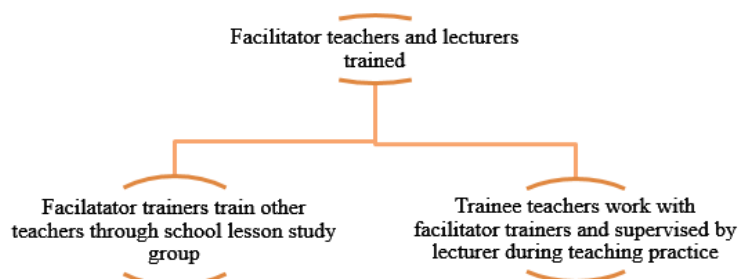 Facilitator teachers and lecturers
trained
Facilatator trainers train other
teachers through school lesson study
group
Trainee teachers work with
facilitator trainers and supervised by
lecturer during teaching practice